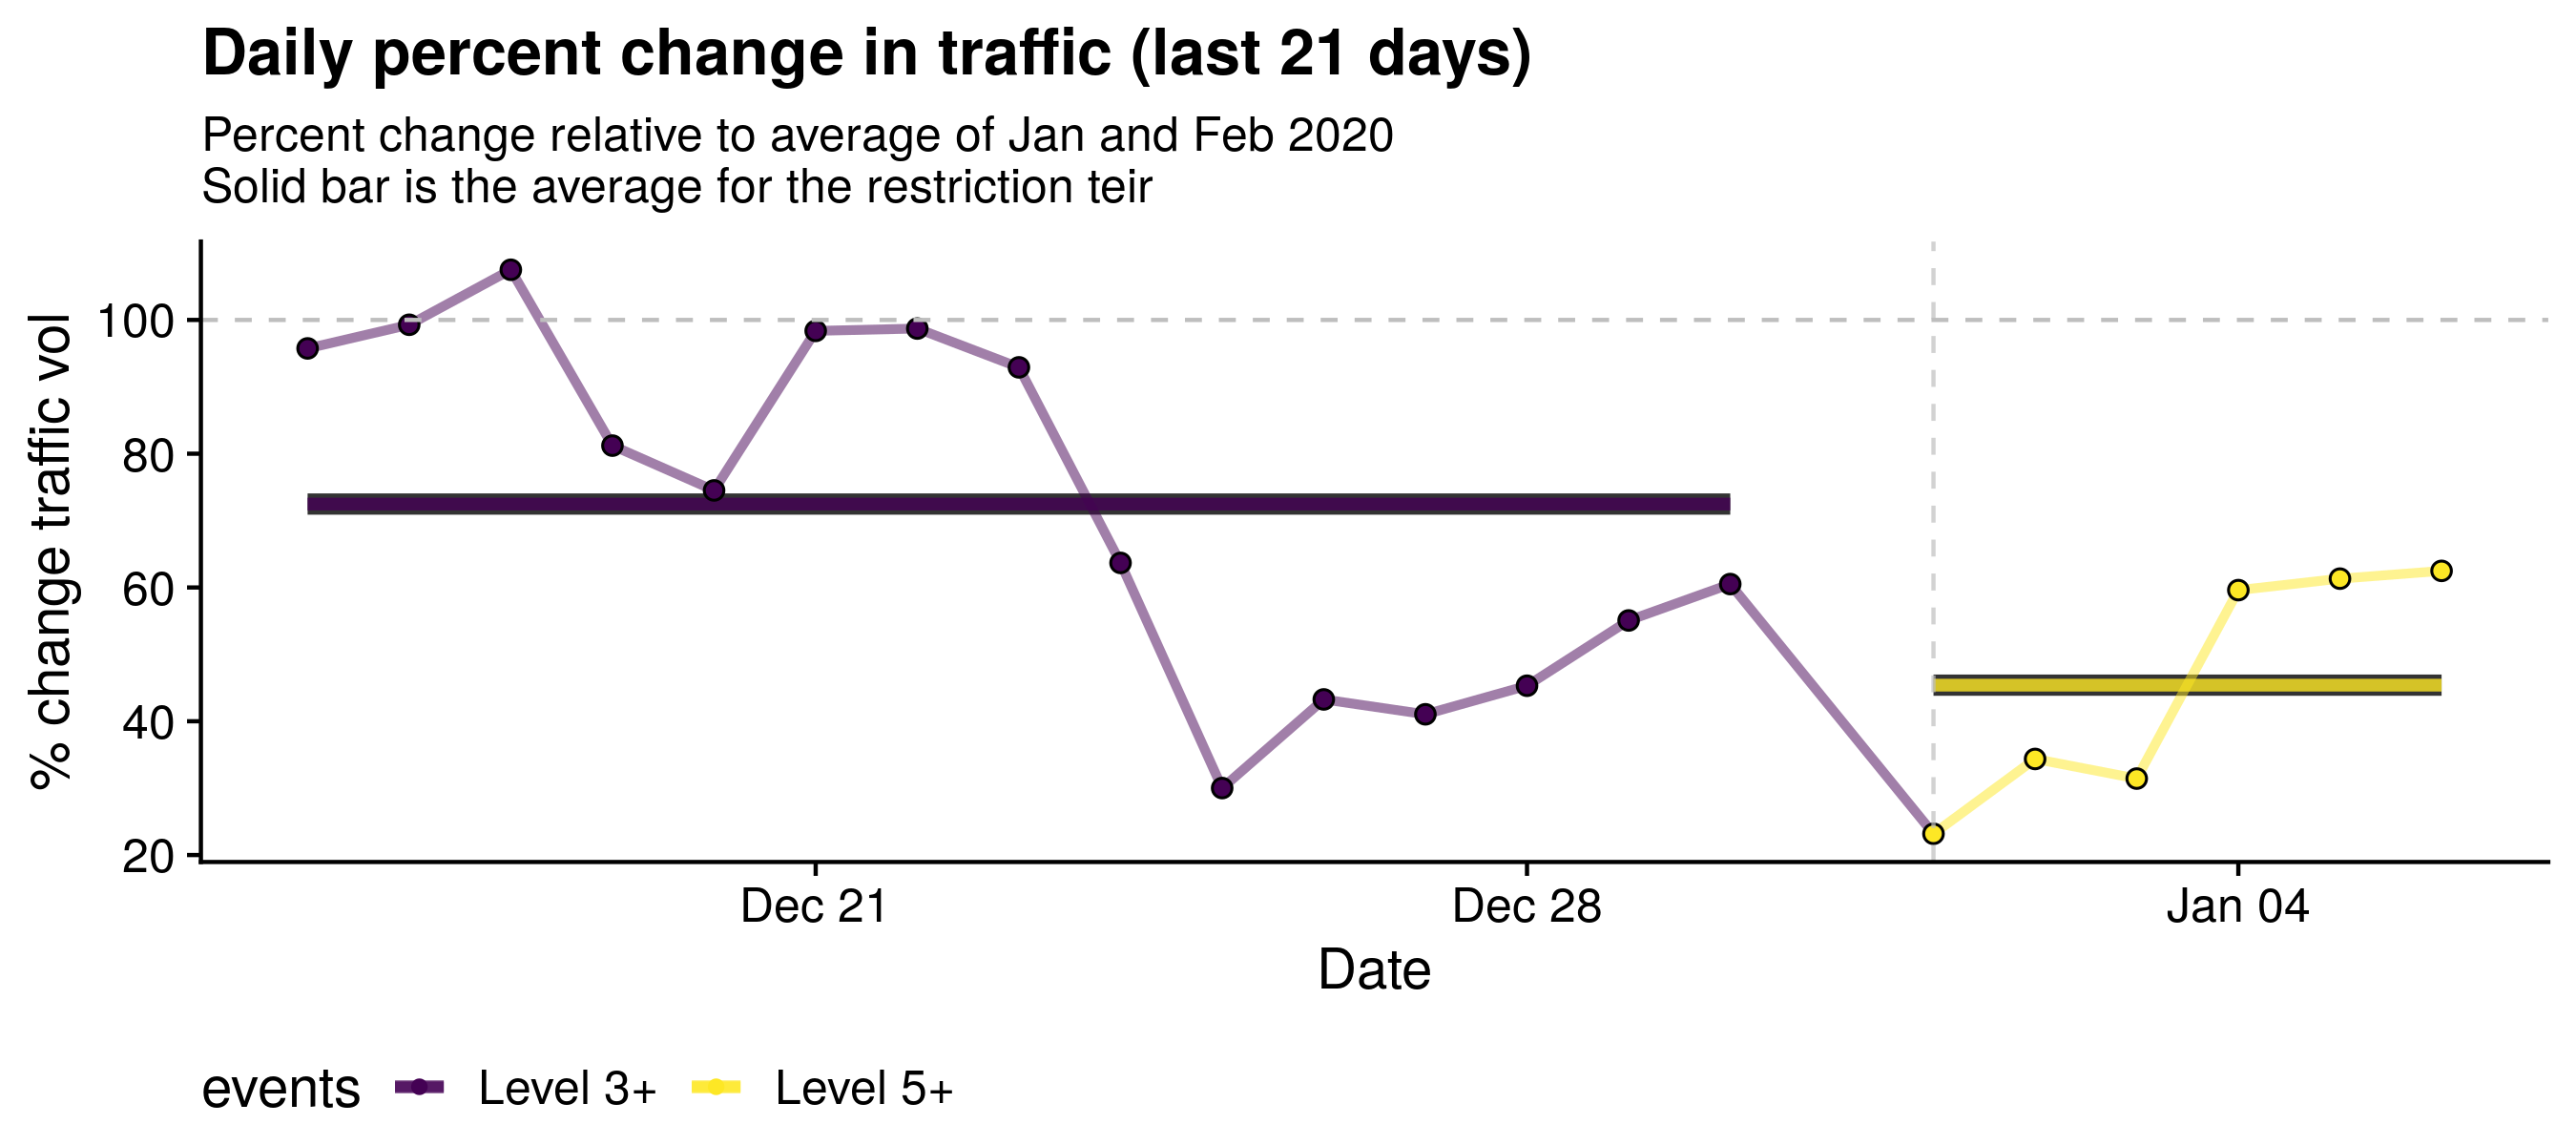 Daily percent change in traffic (last 21 days)
Percent change relative to average of Jan and Feb 2020
Solid bar is the average for the restriction teir
% change traffic vol
100
80
60
40
20
Dec 21
Dec 28
Jan 04
Date
events
Level 3+
Level 5+